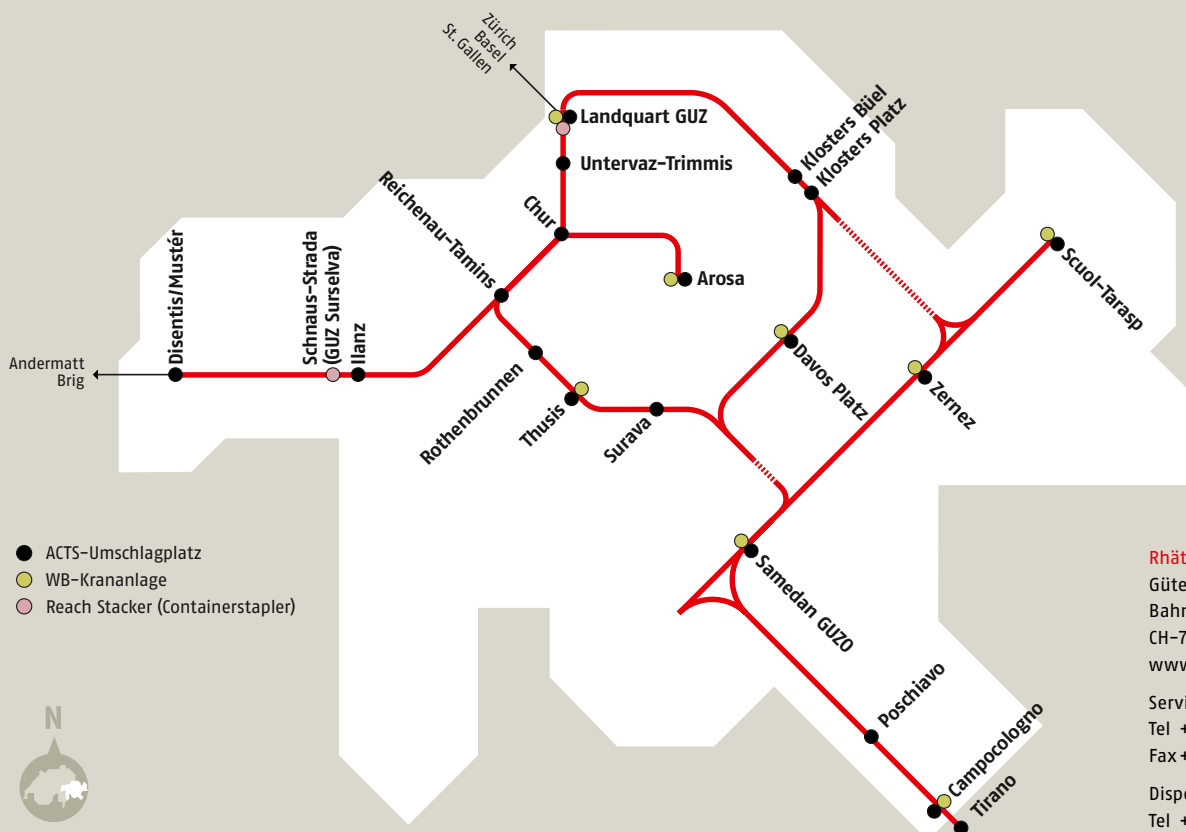 Zürich
Basel
St. Gallen
Landquart GUZ
Untervaz-Trimmis
Klosters Büel
Klosters Platz
Reichenau-Tamins
Chur
Arosa
Scuol-Tarasp
Disentis/Mustér
Schnaus-Strada
(GUZ Surselva)
Ilanz
Andermatt
Brig
Rothenbrunnen
Thusis
Surava
Davos Platz
Zernez
ACTS-Umschlagplatz
WB-Krananlage
Reach Stacker (Containerstapler)
Samedan GUZO
Poschiavo
Campocologno
Tirano
N
Rhät
Güte
Bahn
CH-7
www
Servi
Tel +
Fax +
Dispo
Tel +